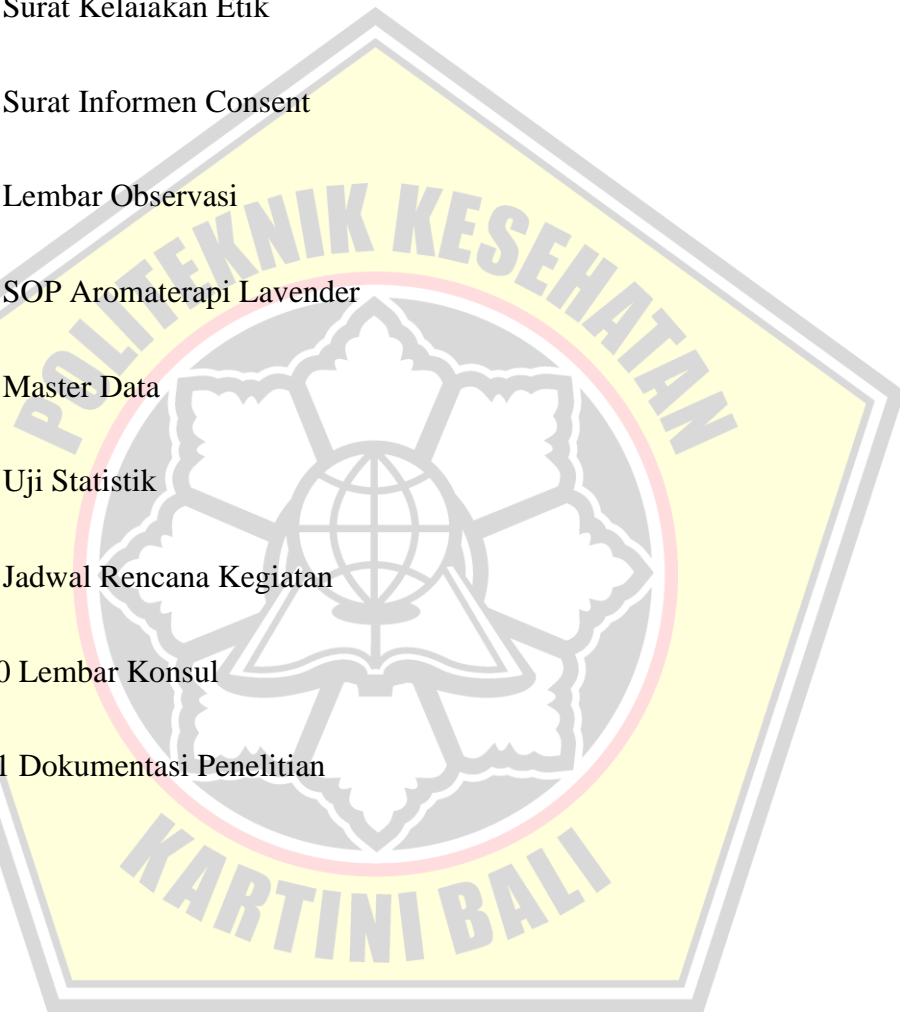 Surat Kelaiakan Etik
Surat Informen Consent
Lembar Observasi
SOP Aromaterapi Lavender
Master Data
Uji Statistik
Jadwal Rencana Kegiatan
0 Lembar Konsul
1 Dokumentasi Penelitian
POLITEKNIK KESEHATAN
KARTINI BALI